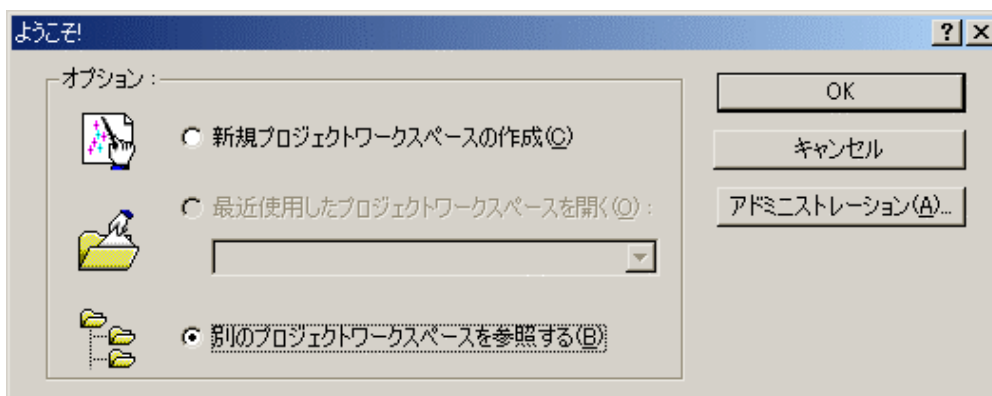 ようこそ!
オプション :
新規プロジェクトワークスペースの作成(C)
最近使用したプロジェクトワークスペースを開く(O) :
別のプロジェクトワークスペースを参照する(B)
OK
キャンセル
アドミニストレーション(A)...